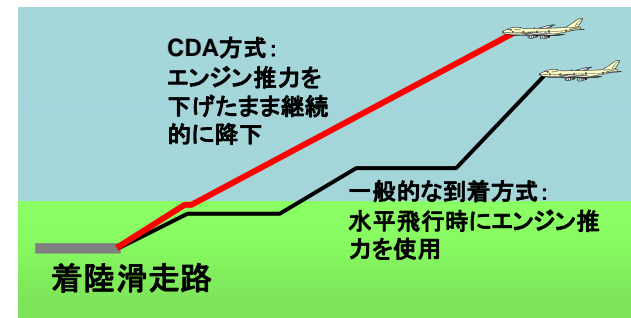 CDA方式：
エンジン推力を
下げたまま継続
的に降下
一般的な到着方式：
水平飛行時にエンジン推
力を使用
着陸滑走路